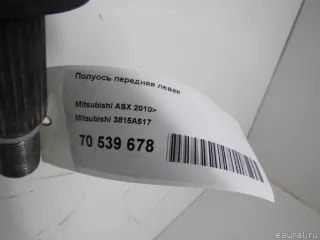 Полуось передняя левая
Mitsubishi ASX 2010>
Mitsubishi 3815A517
70 539 678
eaural.ru